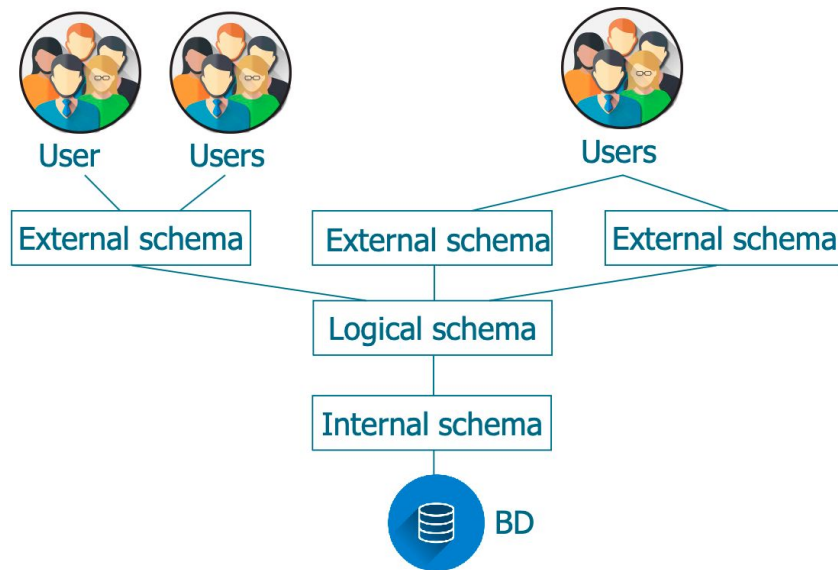 User
Users
Users
External schema
External schema
External schema
Logical schema
Internal schema
BD